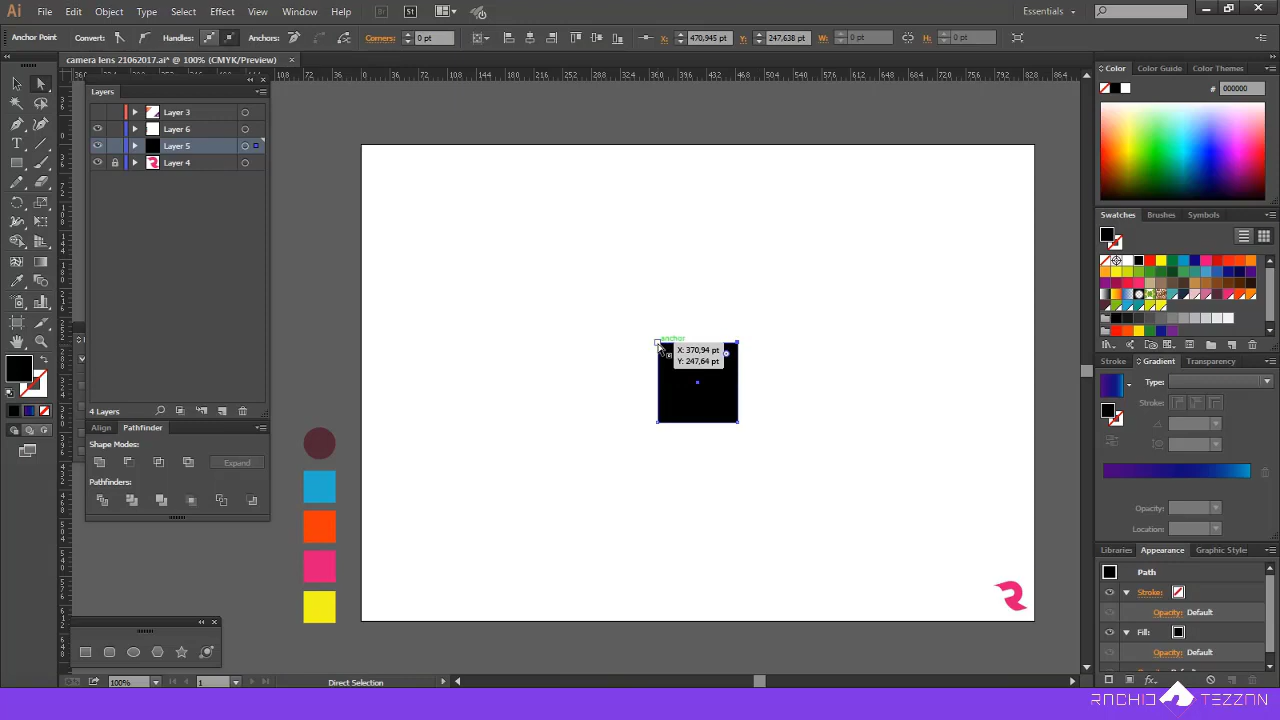 Ai File Edit Object Type Select Effect View Window Help Br St Essentials
Anchor Point Convert: Handles: Anchors: Corners: 0 pt X: 470,945 pt Y: 247,638 pt W: 0 pt H: 0 pt
camera lens 21062017.ai* @ 100% (CMYK/Preview)
Layers
Layer 3
Layer 6
Layer 5
Layer 4
4 Layers
Align Pathfinder
Shape Modes:
Expand
Pathfinders:
anchor
X: 370,94 pt
Y: 247,64 pt
Color Color Guide Color Themes
# 000000
Swatches Brushes Symbols
Stroke Gradient Transparency
Type:
Stroke:
Opacity:
Location:
Libraries Appearance Graphic Style
Path
Stroke:
Opacity: Default
Fill:
Opacity: Default
100% 1 Direct Selection
RACHID TEZZAN